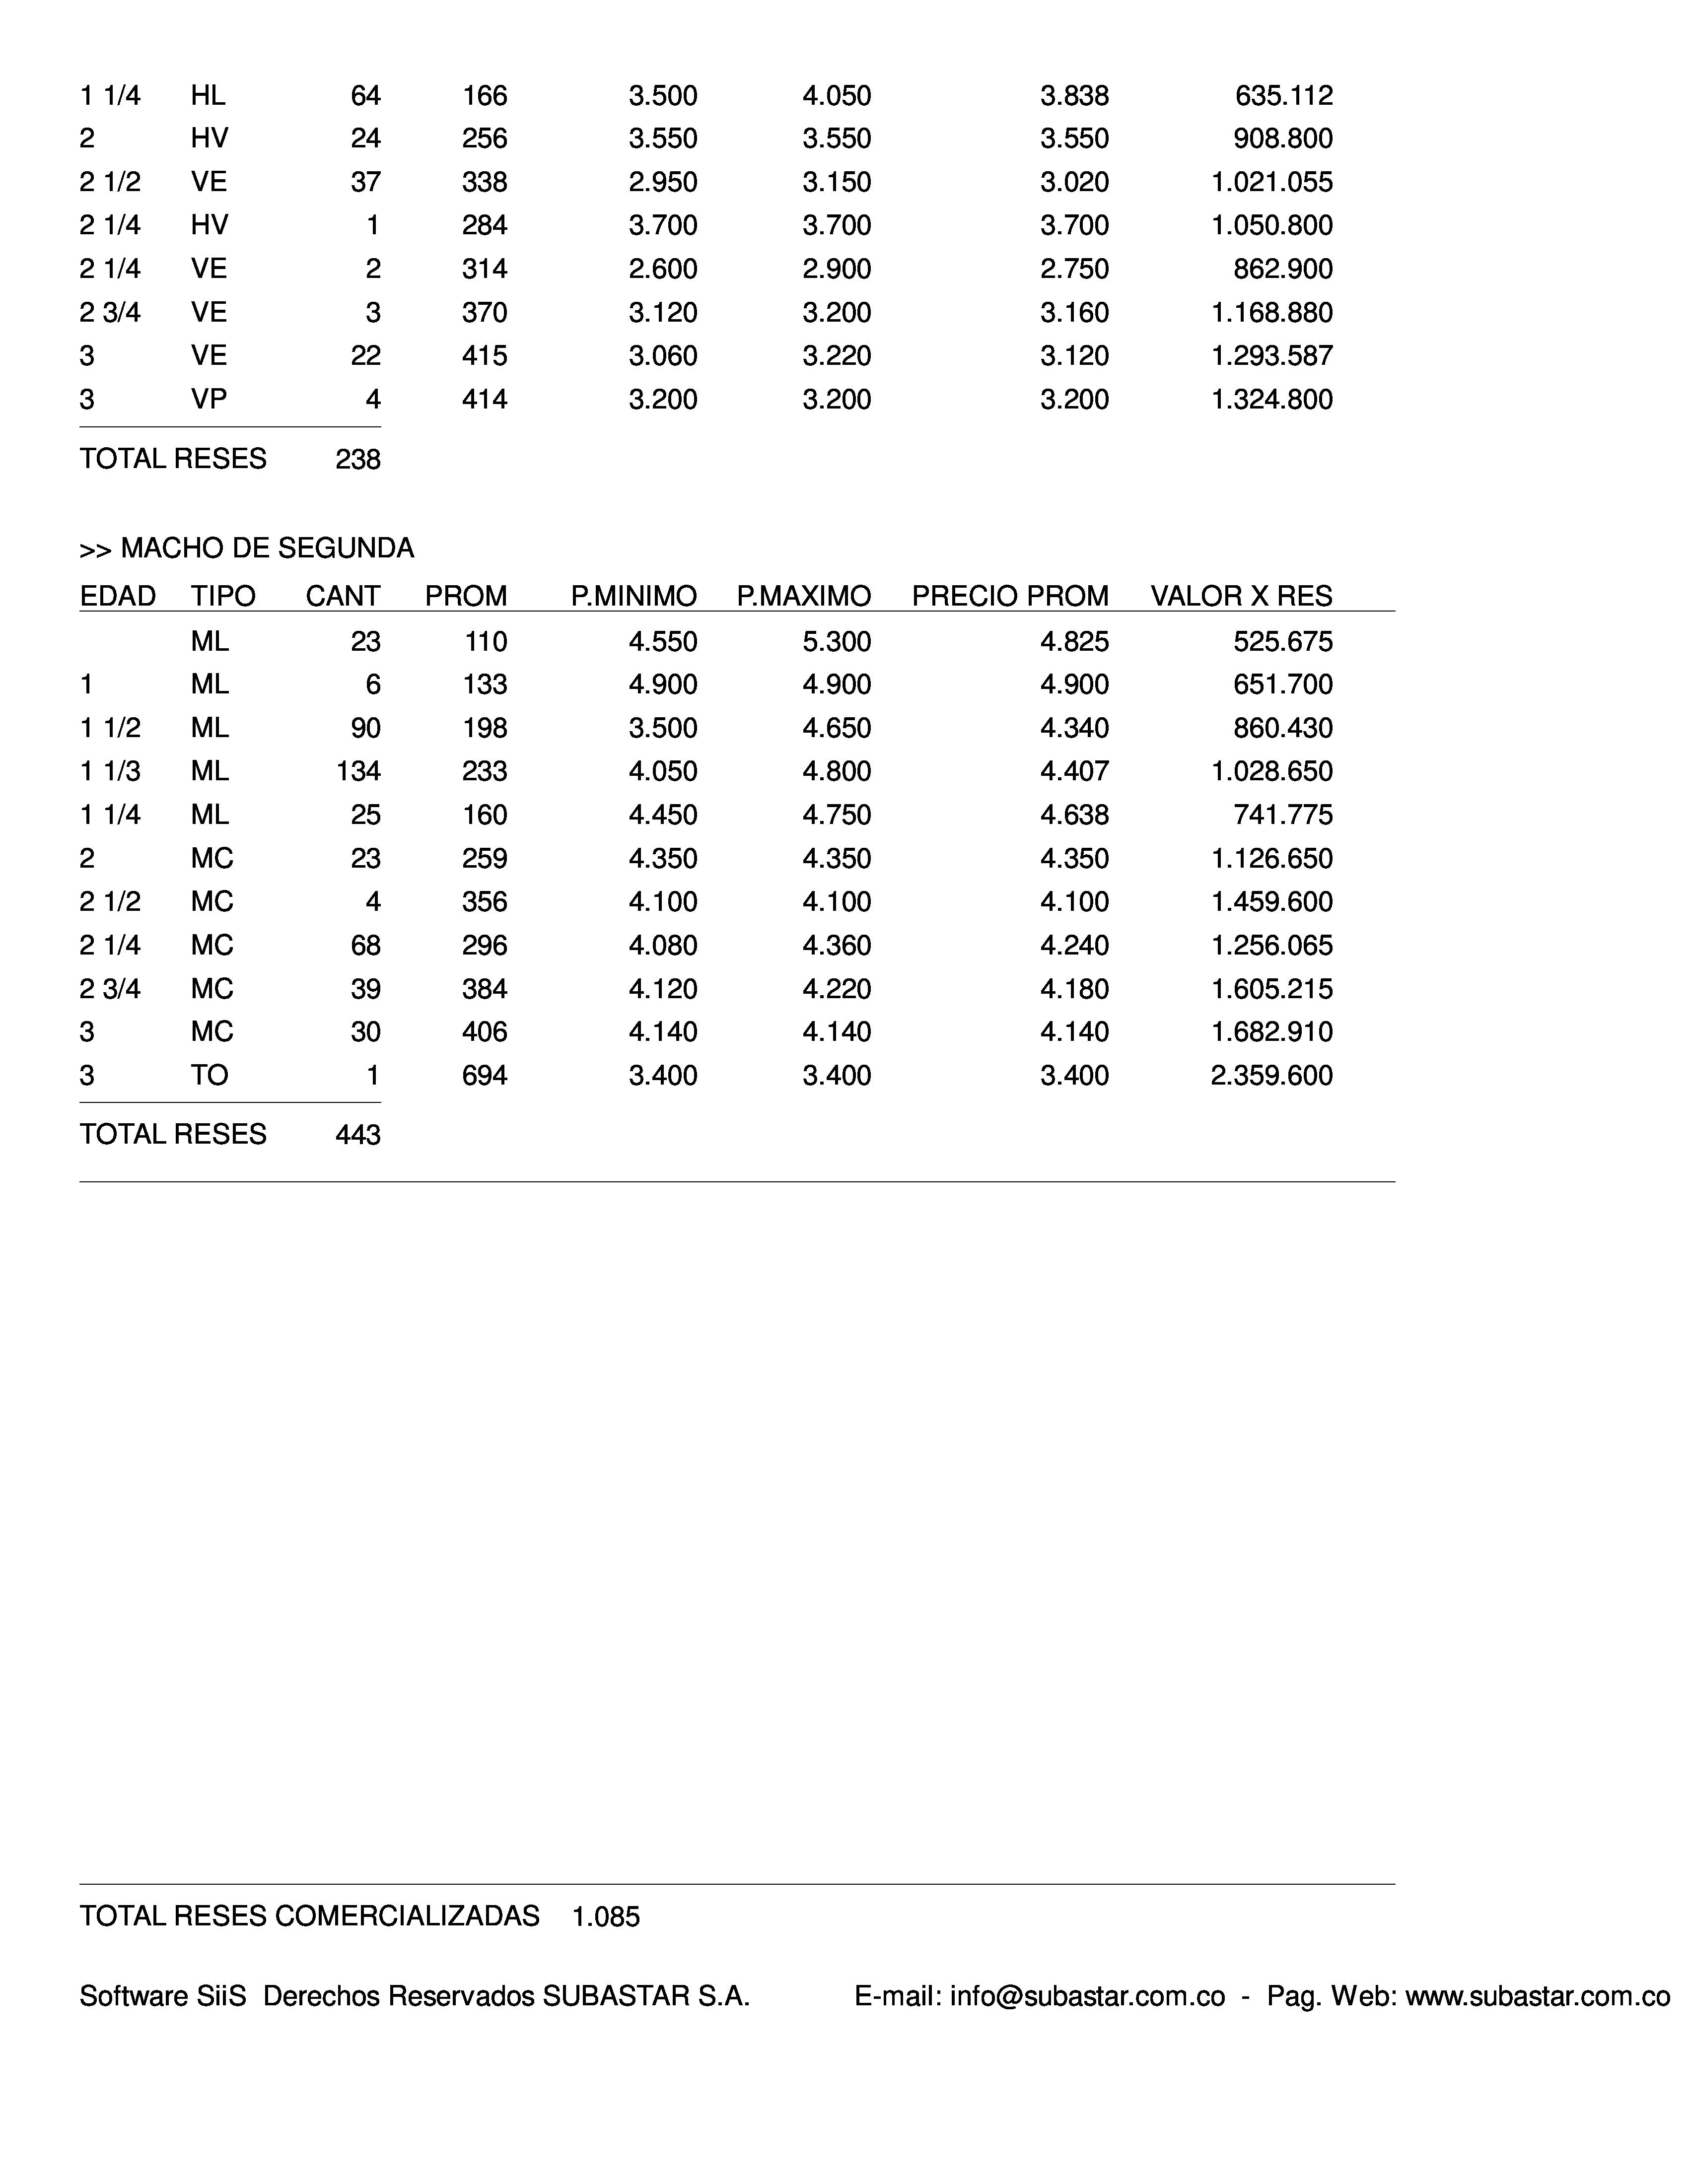 1 1/4 HL 64 166 3.500 4.050 3.838 635.112
2 HV 24 256 3.550 3.550 3.550 908.800
2 1/2 VE 37 338 2.950 3.150 3.020 1.021.055
2 1/4 HV 1 284 3.700 3.700 3.700 1.050.800
2 1/4 VE 2 314 2.600 2.900 2.750 862.900
2 3/4 VE 3 370 3.120 3.200 3.160 1.168.880
3 VE 22 415 3.060 3.220 3.120 1.293.587
3 VP 4 414 3.200 3.200 3.200 1.324.800
TOTAL RESES 238
>> MACHO DE SEGUNDA
EDAD TIPO CANT PROM P.MINIMO P.MAXIMO PRECIO PROM VALOR X RES
ML 23 110 4.550 5.300 4.825 525.675
1 ML 6 133 4.900 4.900 4.900 651.700
1 1/2 ML 90 198 3.500 4.650 4.340 860.430
1 1/3 ML 134 233 4.050 4.800 4.407 1.028.650
1 1/4 ML 25 160 4.450 4.750 4.638 741.775
2 MC 23 259 4.350 4.350 4.350 1.126.650
2 1/2 MC 4 356 4.100 4.100 4.100 1.459.600
2 1/4 MC 68 296 4.080 4.360 4.240 1.256.065
2 3/4 MC 39 384 4.120 4.220 4.180 1.605.215
3 MC 30 406 4.140 4.140 4.140 1.682.910
3 TO 1 694 3.400 3.400 3.400 2.359.600
TOTAL RESES 443
TOTAL RESES COMERCIALIZADAS 1.085
Software SiiS Derechos Reservados SUBASTAR S.A. E-mail: info@subastar.com.co - Pag. Web: www.subastar.com.co